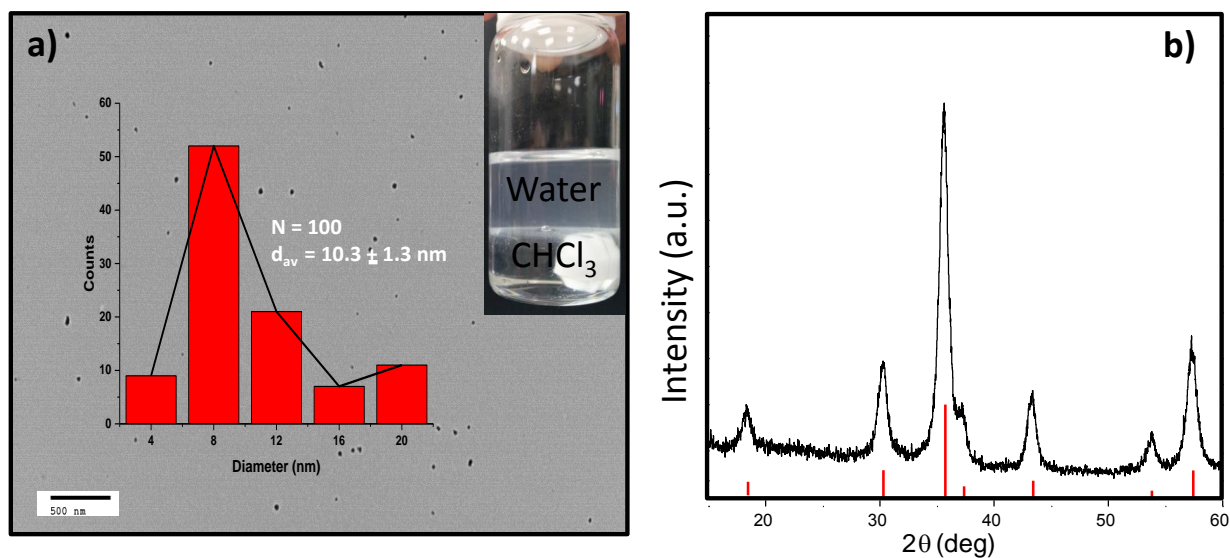 a)
60
50
40
30
20
10
0
Counts
4 8 12 16 20
Diameter (nm)
N = 100
d_av = 10.3 ± 1.3 nm
Water
CHCl₃
500 nm
b)
Intensity (a.u.)
20 30 40 50 60
2θ (deg)